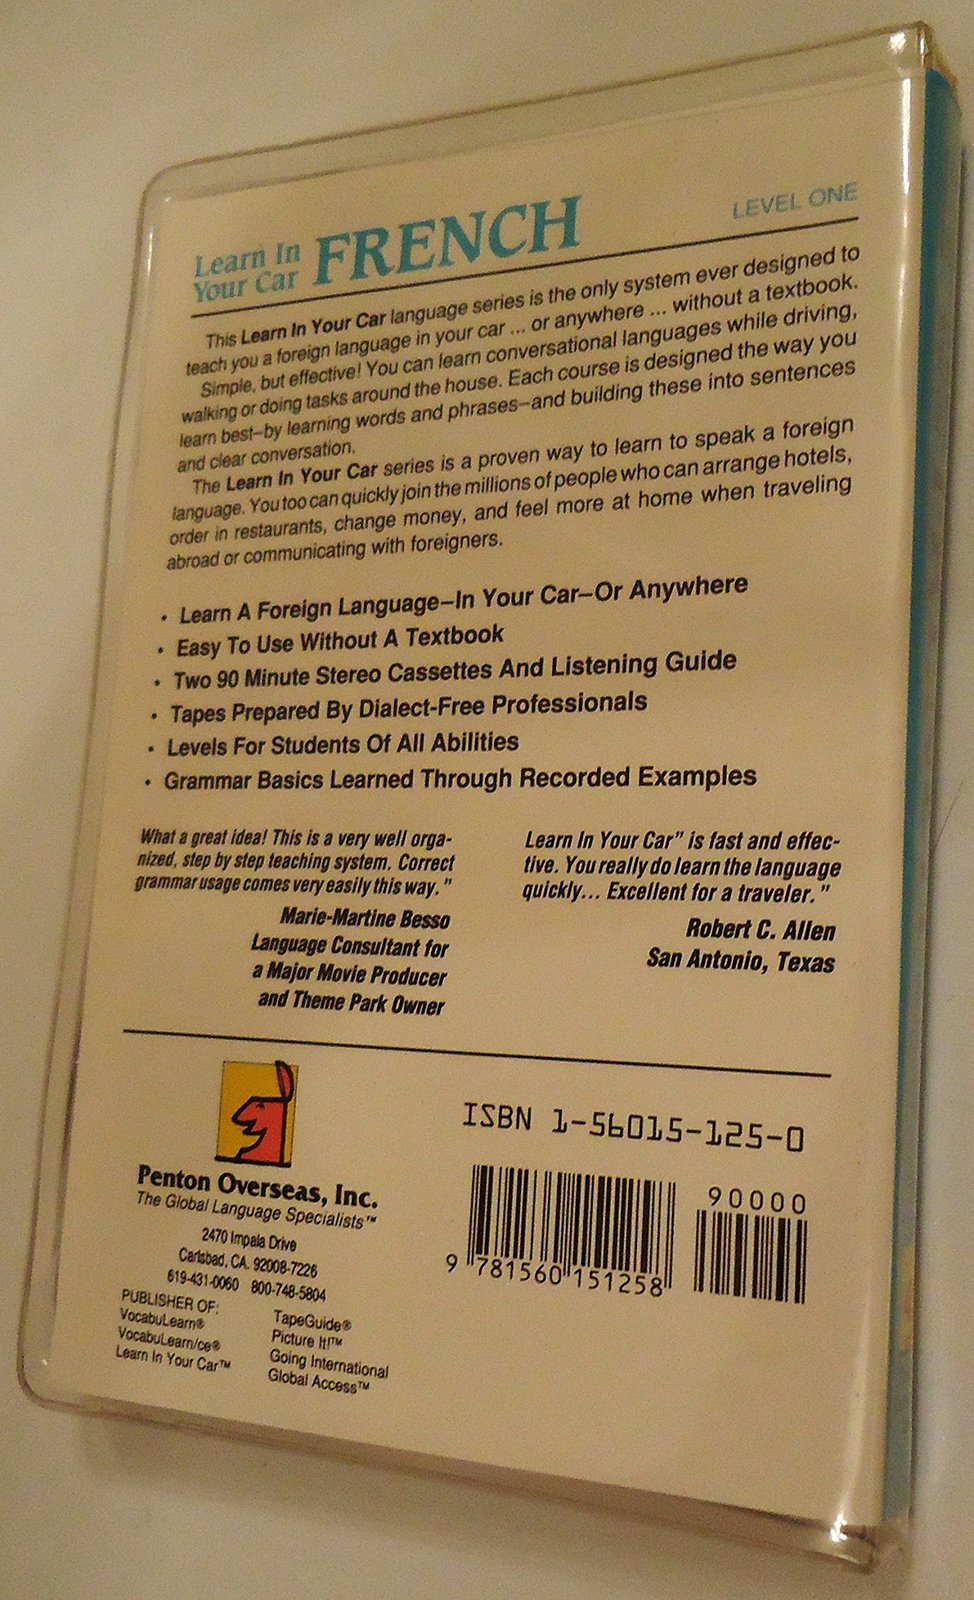 Learn In
Your Car
FRENCH
LEVEL ONE
This Learn In Your Car language series is the only system ever designed to
teach you a foreign language in your car ... or anywhere ... without a textbook.
Simple, but effective! You can learn conversational languages while driving,
walking or doing tasks around the house. Each course is designed the way you
learn best–by learning words and phrases–and building these into sentences
and clear conversation.
The Learn In Your Car series is a proven way to learn to speak a foreign
language. You too can quickly join the millions of people who can arrange hotels,
order in restaurants, change money, and feel more at home when traveling
abroad or communicating with foreigners.
· Learn A Foreign Language–In Your Car–Or Anywhere
· Easy To Use Without A Textbook
· Two 90 Minute Stereo Cassettes And Listening Guide
· Tapes Prepared By Dialect-Free Professionals
· Levels For Students Of All Abilities
· Grammar Basics Learned Through Recorded Examples
What a great idea! This is a very well orga-
nized, step by step teaching system. Correct
grammar usage comes very easily this way. "
Marie-Martine Besso
Language Consultant for
a Major Movie Producer
and Theme Park Owner
Learn In Your Car" is fast and effec-
tive. You really do learn the language
quickly... Excellent for a traveler. "
Robert C. Allen
San Antonio, Texas
Penton Overseas, Inc.
The Global Language Specialists™
2470 Impala Drive
Carlsbad, CA. 92008-7226
619-431-0060 800-748-5804
PUBLISHER OF:
VocabuLearn®
VocabuLearn/ce®
Learn In Your Car™
TapeGuide®
Picture It!™
Going International
Global Access™
ISBN 1-56015-125-0
90000
9 781560 151258